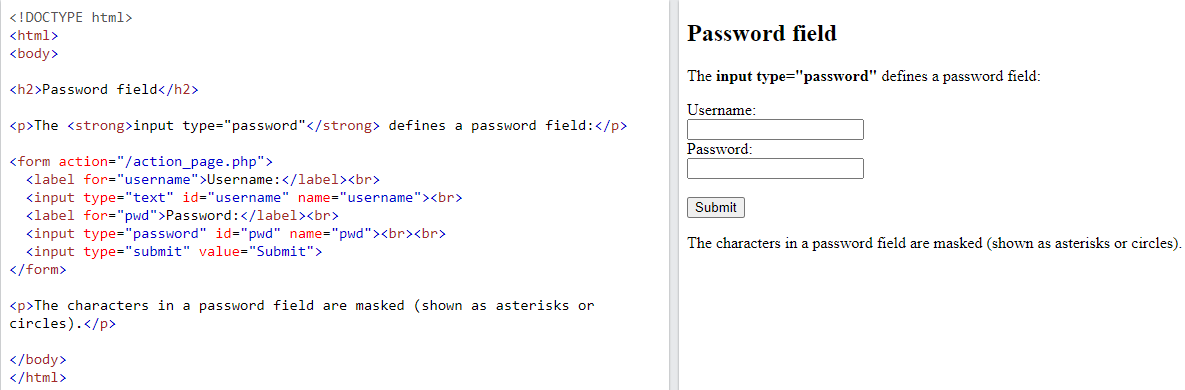 <!DOCTYPE html>
<html>
<body>
<h2>Password field</h2>
<p>The <strong>input type="password"</strong> defines a password field:</p>
<form action="/action_page.php">
  <label for="username">Username:</label><br>
  <input type="text" id="username" name="username"><br>
  <label for="pwd">Password:</label><br>
  <input type="password" id="pwd" name="pwd"><br><br>
  <input type="submit" value="Submit">
</form>
<p>The characters in a password field are masked (shown as asterisks or
circles).</p>
</body>
</html>
Password field
The input type="password" defines a password field:
Username:
Password:
Submit
The characters in a password field are masked (shown as asterisks or circles).